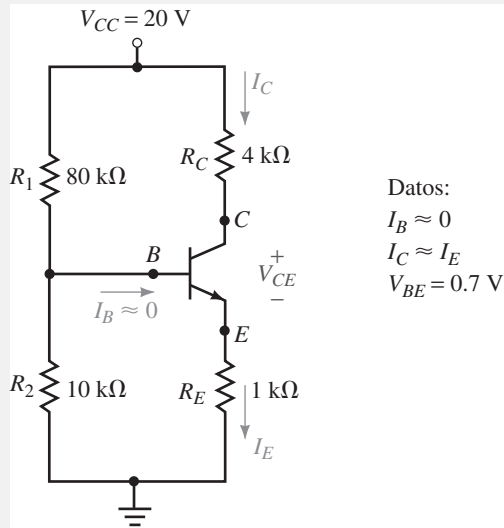 V_CC = 20 V
I_C
R_1 80 kΩ
R_C 4 kΩ
C
B
+
V_CE
−
I_B ≈ 0
E
R_2 10 kΩ
R_E 1 kΩ
I_E
Datos:
I_B ≈ 0
I_C ≈ I_E
V_BE = 0.7 V